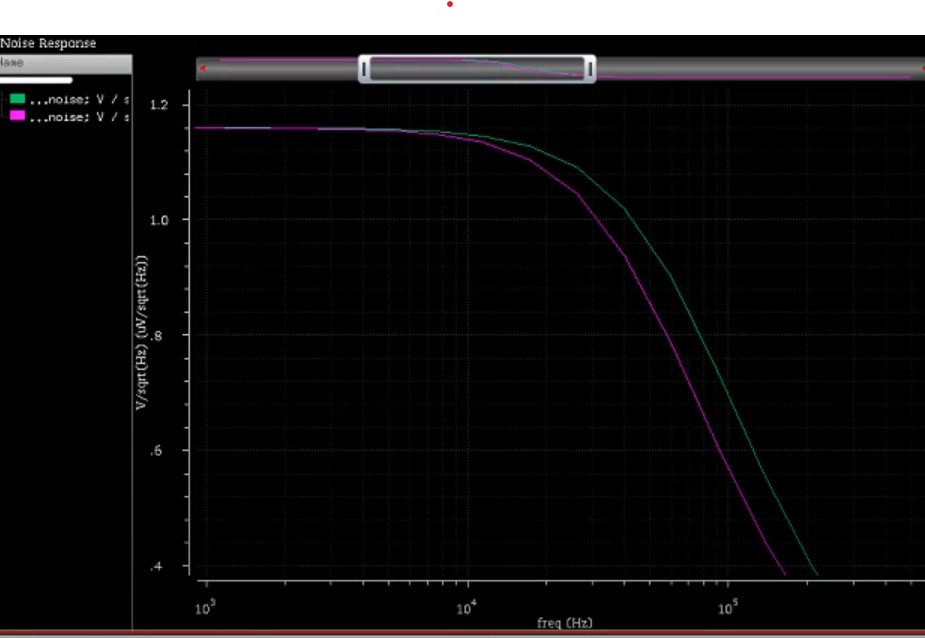 Noise Response
Name
...noise; V / s
...noise; V / s
1.2
1.0
.8
.6
.4
V/sqrt(Hz) (uV/sqrt(Hz))
10³ 10⁴ 10⁵
freq (Hz)